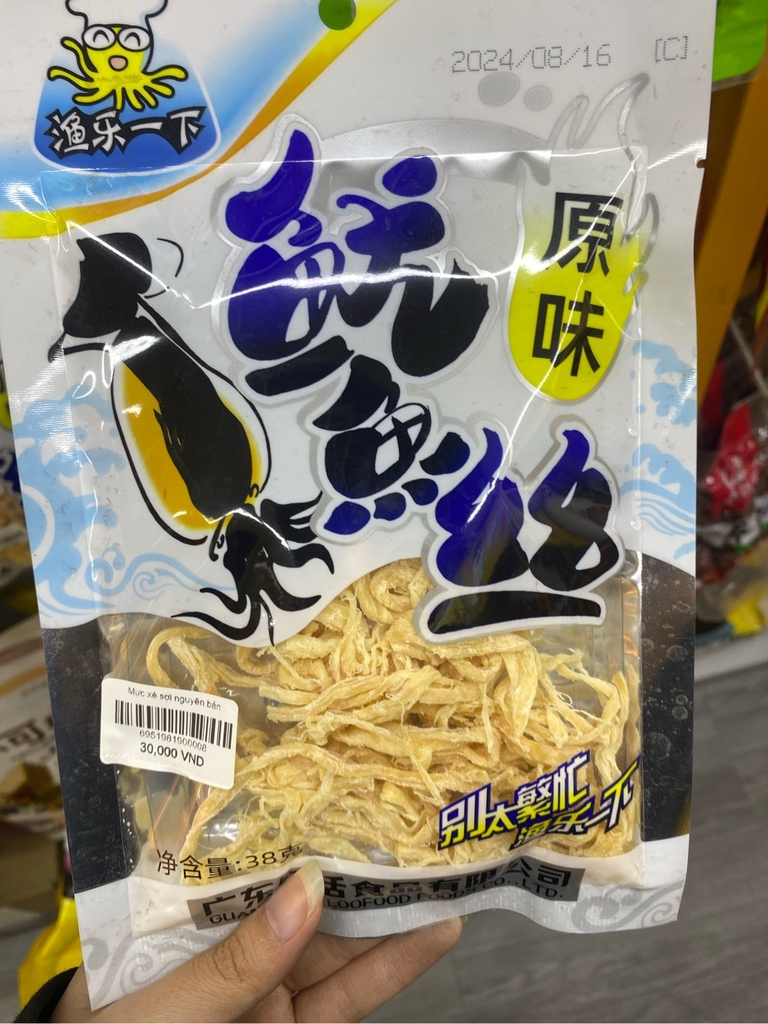 2024/08/16 [C]
渔乐一下
鱿鱼丝
原味
Mực xé sợi nguyên bản
6951981900008
30,000 VND
别太繁忙
渔乐一下
净含量:38克
广东 活食品有限公司
LOOFOOD FOOD CO.,LTD.